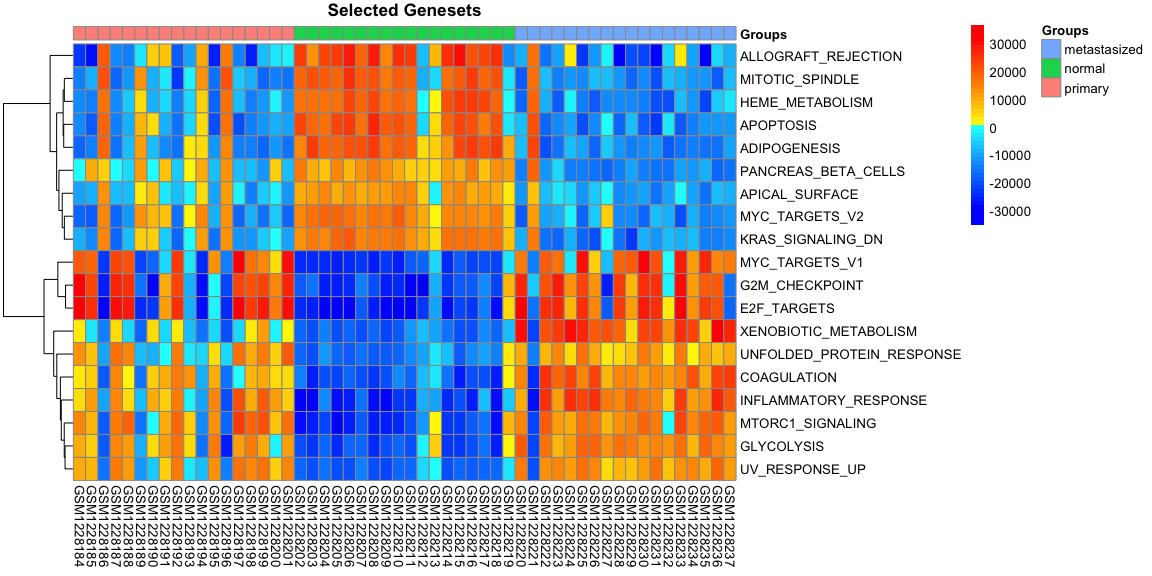 Selected Genesets
Groups
ALLOGRAFT_REJECTION
MITOTIC_SPINDLE
HEME_METABOLISM
APOPTOSIS
ADIPOGENESIS
PANCREAS_BETA_CELLS
APICAL_SURFACE
MYC_TARGETS_V2
KRAS_SIGNALING_DN
MYC_TARGETS_V1
G2M_CHECKPOINT
E2F_TARGETS
XENOBIOTIC_METABOLISM
UNFOLDED_PROTEIN_RESPONSE
COAGULATION
INFLAMMATORY_RESPONSE
MTORC1_SIGNALING
GLYCOLYSIS
UV_RESPONSE_UP
GSM1228184
GSM1228185
GSM1228186
GSM1228187
GSM1228188
GSM1228189
GSM1228190
GSM1228191
GSM1228192
GSM1228193
GSM1228194
GSM1228195
GSM1228196
GSM1228197
GSM1228198
GSM1228199
GSM1228200
GSM1228201
GSM1228202
GSM1228203
GSM1228204
GSM1228205
GSM1228206
GSM1228207
GSM1228208
GSM1228209
GSM1228210
GSM1228211
GSM1228212
GSM1228213
GSM1228214
GSM1228215
GSM1228216
GSM1228217
GSM1228218
GSM1228219
GSM1228220
GSM1228221
GSM1228222
GSM1228223
GSM1228224
GSM1228225
GSM1228226
GSM1228227
GSM1228228
GSM1228229
GSM1228230
GSM1228231
GSM1228232
GSM1228233
GSM1228234
GSM1228235
GSM1228236
GSM1228237
30000
20000
10000
0
-10000
-20000
-30000
Groups
metastasized
normal
primary